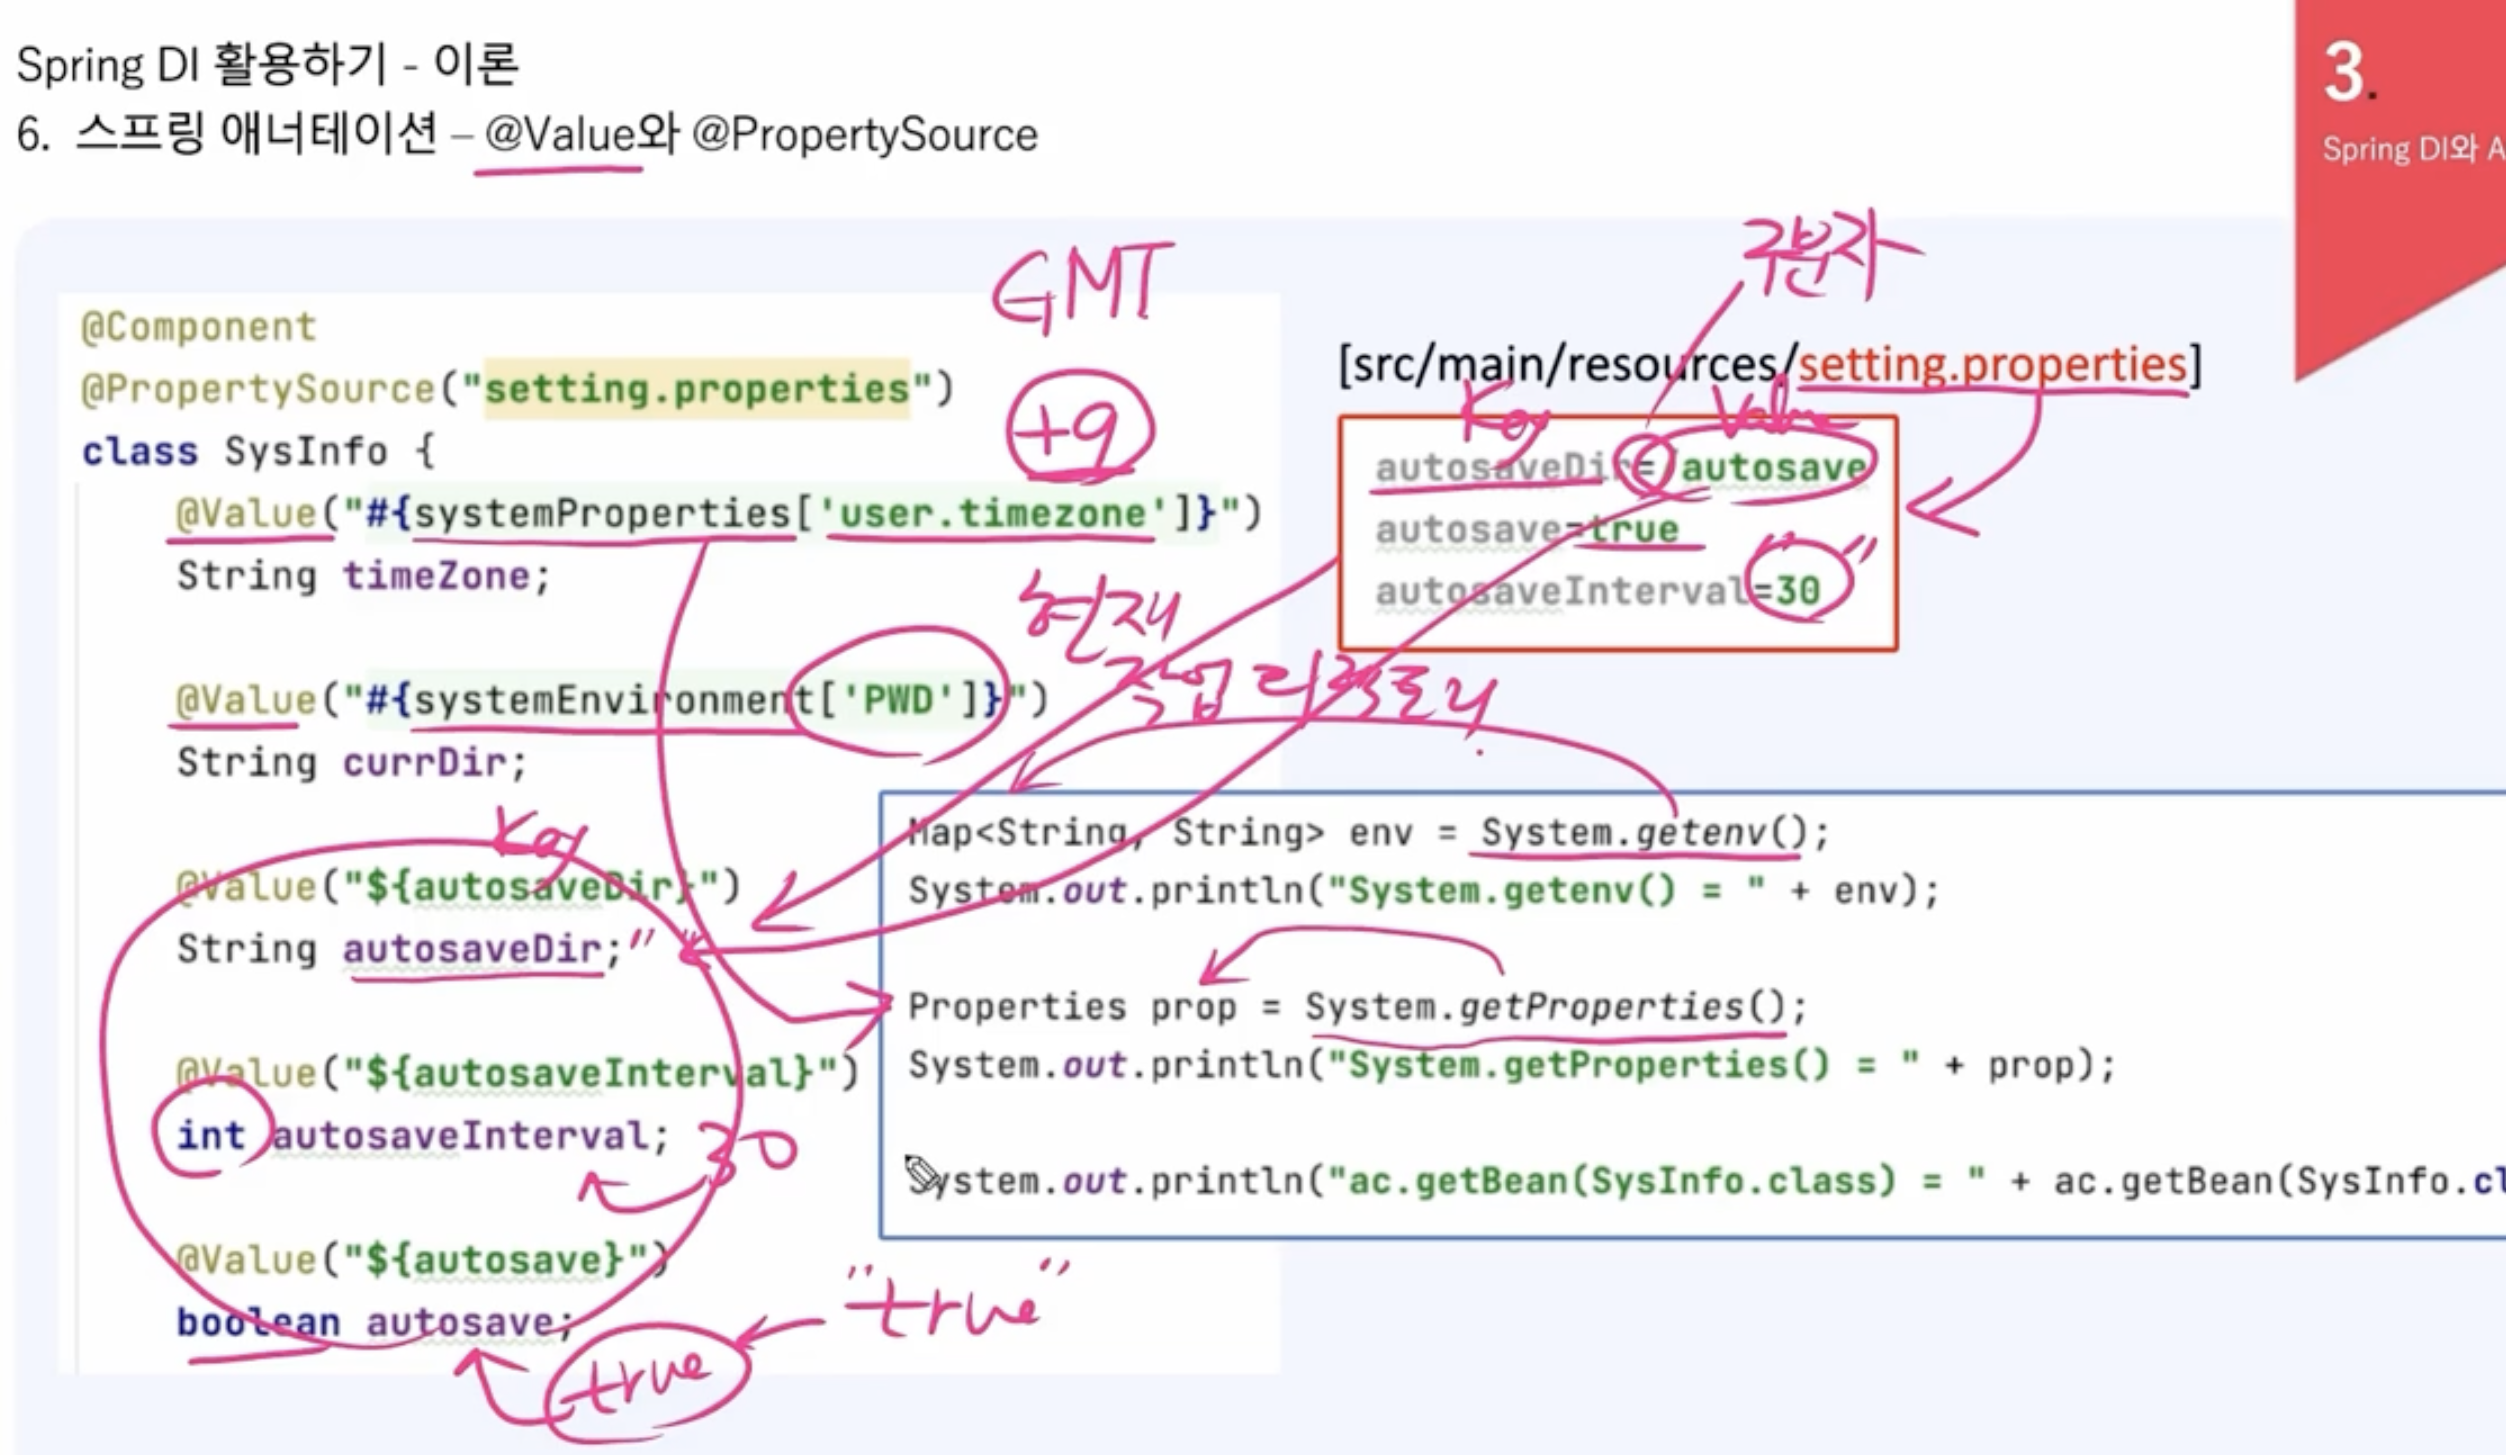 Spring DI 활용하기 - 이론
6. 스프링 애너테이션 – @Value와 @PropertySource
3.
Spring DI와 A
GMT
+9
구분자
@Component
@PropertySource("setting.properties")
class SysInfo {
@Value("#{systemProperties['user.timezone']}")
String timeZone;
현재
작업 디렉토리
@Value("#{systemEnvironment['PWD']}")
String currDir;
Key
@Value("${autosaveDir}")
String autosaveDir; "
@Value("${autosaveInterval}")
int autosaveInterval; 30
@Value("${autosave}")
boolean autosave;
"true"
true
[src/main/resources/setting.properties]
Key Value
autosaveDir=/autosave
autosave=true
autosaveInterval=30
" "
Map<String, String> env = System.getenv();
System.out.println("System.getenv() = " + env);
Properties prop = System.getProperties();
System.out.println("System.getProperties() = " + prop);
System.out.println("ac.getBean(SysInfo.class) = " + ac.getBean(SysInfo.cl